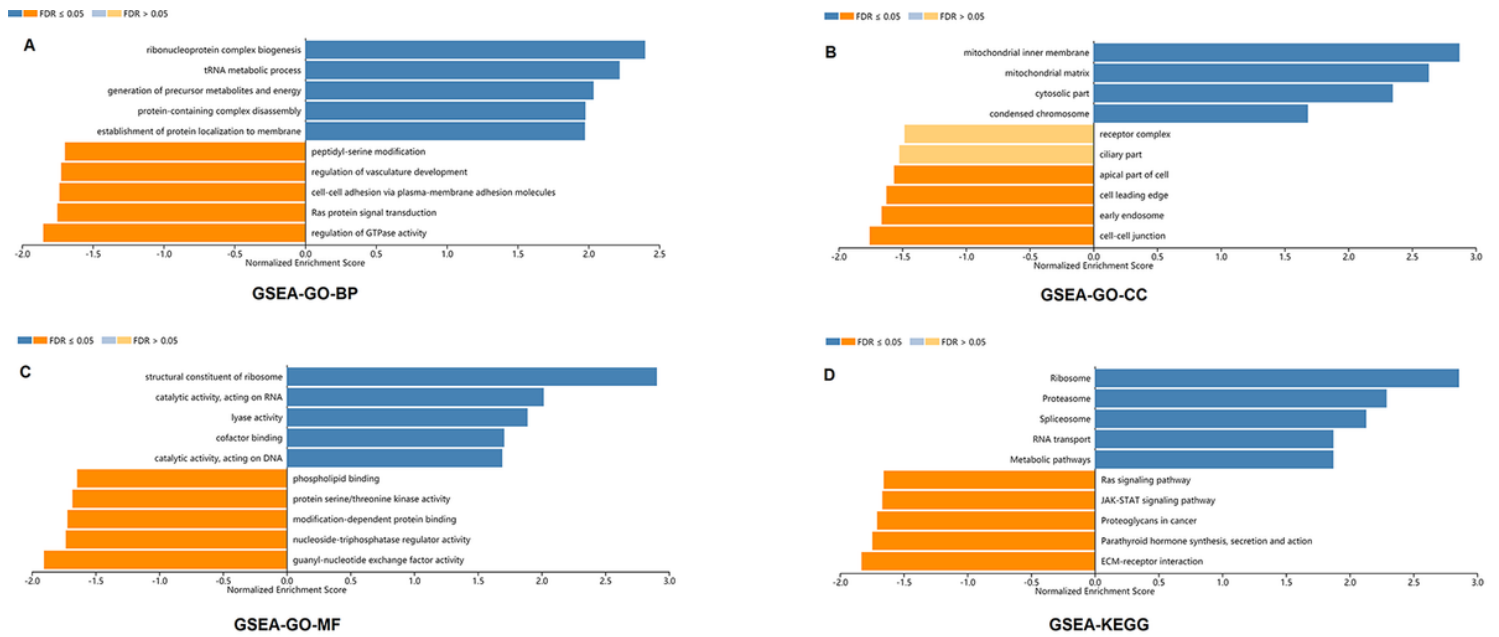 FDR ≤ 0.05 FDR > 0.05
A
ribonucleoprotein complex biogenesis
tRNA metabolic process
generation of precursor metabolites and energy
protein-containing complex disassembly
establishment of protein localization to membrane
peptidyl-serine modification
regulation of vasculature development
cell-cell adhesion via plasma-membrane adhesion molecules
Ras protein signal transduction
regulation of GTPase activity
-2.0 -1.5 -1.0 -0.5 0.0 0.5 1.0 1.5 2.0 2.5
Normalized Enrichment Score
GSEA-GO-BP
FDR ≤ 0.05 FDR > 0.05
B
mitochondrial inner membrane
mitochondrial matrix
cytosolic part
condensed chromosome
receptor complex
ciliary part
apical part of cell
cell leading edge
early endosome
cell-cell junction
-2.0 -1.5 -1.0 -0.5 0.0 0.5 1.0 1.5 2.0 2.5 3.0
Normalized Enrichment Score
GSEA-GO-CC
FDR ≤ 0.05 FDR > 0.05
C
structural constituent of ribosome
catalytic activity, acting on RNA
lyase activity
cofactor binding
catalytic activity, acting on DNA
phospholipid binding
protein serine/threonine kinase activity
modification-dependent protein binding
nucleoside-triphosphatase regulator activity
guanyl-nucleotide exchange factor activity
-2.0 -1.5 -1.0 -0.5 0.0 0.5 1.0 1.5 2.0 2.5 3.0
Normalized Enrichment Score
GSEA-GO-MF
FDR ≤ 0.05 FDR > 0.05
D
Ribosome
Proteasome
Spliceosome
RNA transport
Metabolic pathways
Ras signaling pathway
JAK-STAT signaling pathway
Proteoglycans in cancer
Parathyroid hormone synthesis, secretion and action
ECM-receptor interaction
-2.0 -1.5 -1.0 -0.5 0.0 0.5 1.0 1.5 2.0 2.5 3.0
Normalized Enrichment Score
GSEA-KEGG